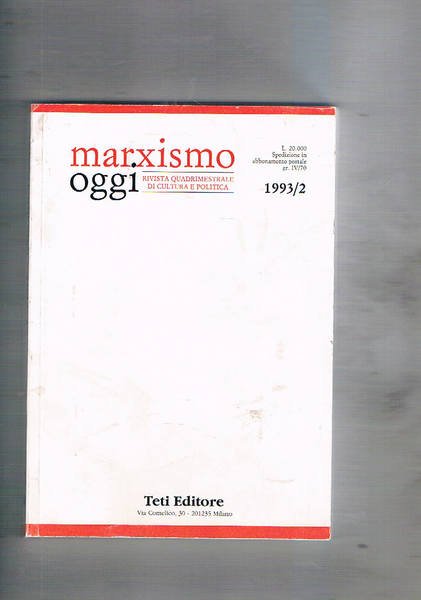 marxismo
oggi
RIVISTA QUADRIMESTRALE
DI CULTURA E POLITICA
L. 20.000
Spedizione in
abbonamento postale
gr. IV/70
1993/2
Teti Editore
Via Comelico, 30 - 201235 Milano